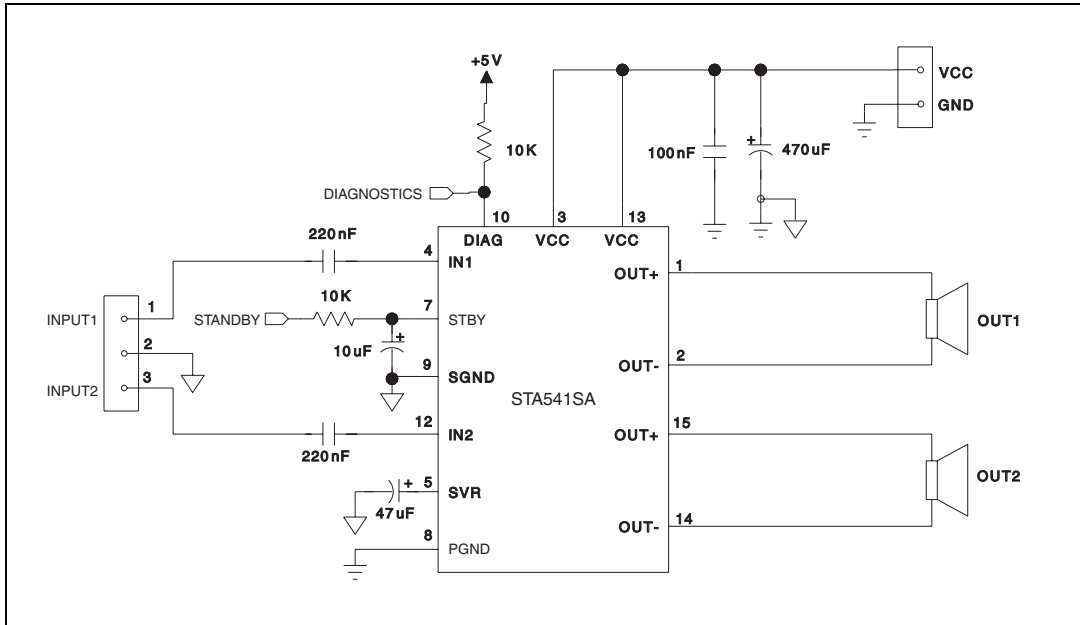 +5V
10K
DIAGNOSTICS
VCC
GND
100nF
470uF
10
3
13
DIAG
VCC
VCC
220nF
4
IN1
OUT+
1
INPUT1
1
STANDBY
10K
7
STBY
OUT1
2
10uF
9
SGND
OUT-
2
INPUT2
3
STA541SA
12
IN2
220nF
OUT+
15
5
SVR
47uF
OUT2
8
PGND
OUT-
14